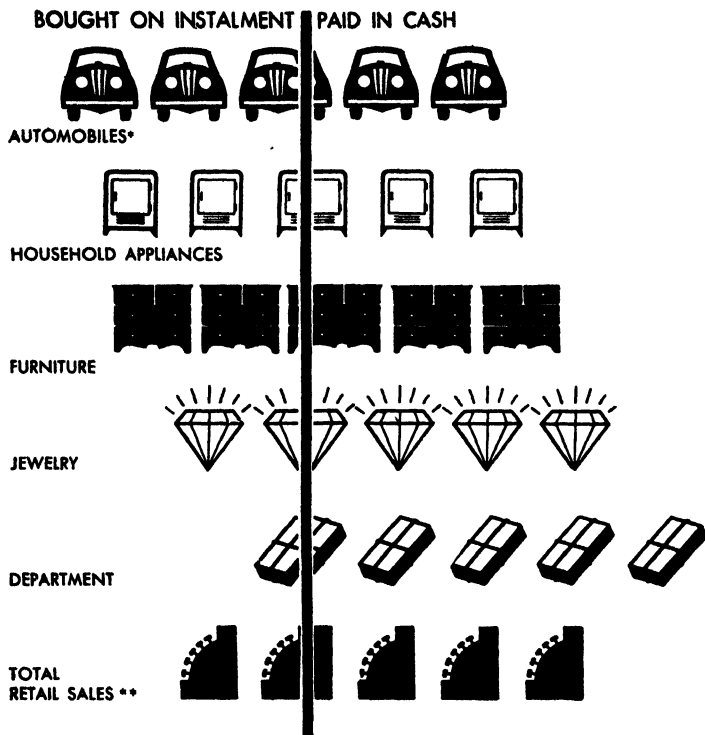 BOUGHT ON INSTALMENT PAID IN CASH
AUTOMOBILES*
HOUSEHOLD APPLIANCES
FURNITURE
JEWELRY
DEPARTMENT
TOTAL
RETAIL SALES **